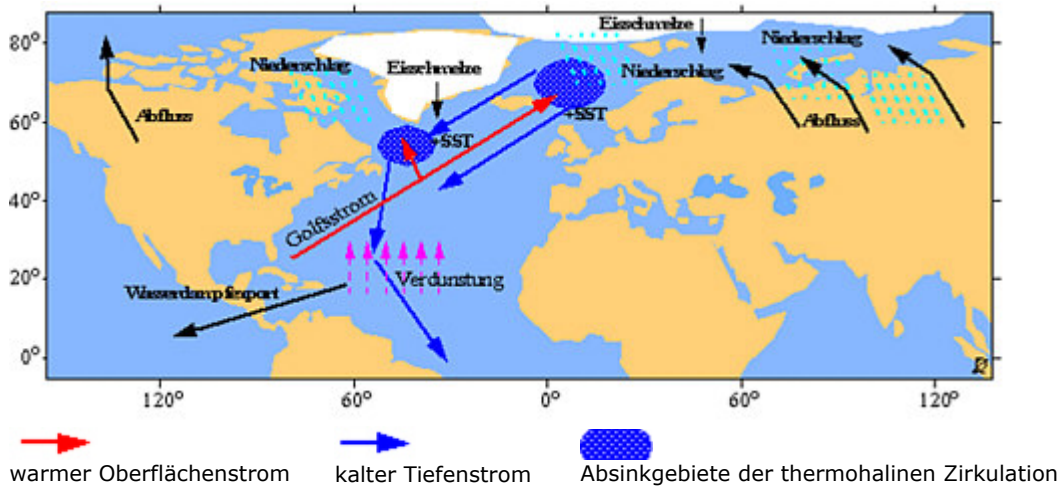 80°
60°
40°
20°
0°
120°
60°
0°
60°
120°
Abfluss
Niederschlag
Eisschmelze
Eisschmelze
Niederschlag
Niederschlag
Abfluss
+SST
+SST
Golfsstrom
Verdunstung
Wasserdampfexport
warmer Oberflächenstrom
kalter Tiefenstrom
Absinkgebiete der thermohalinen Zirkulation